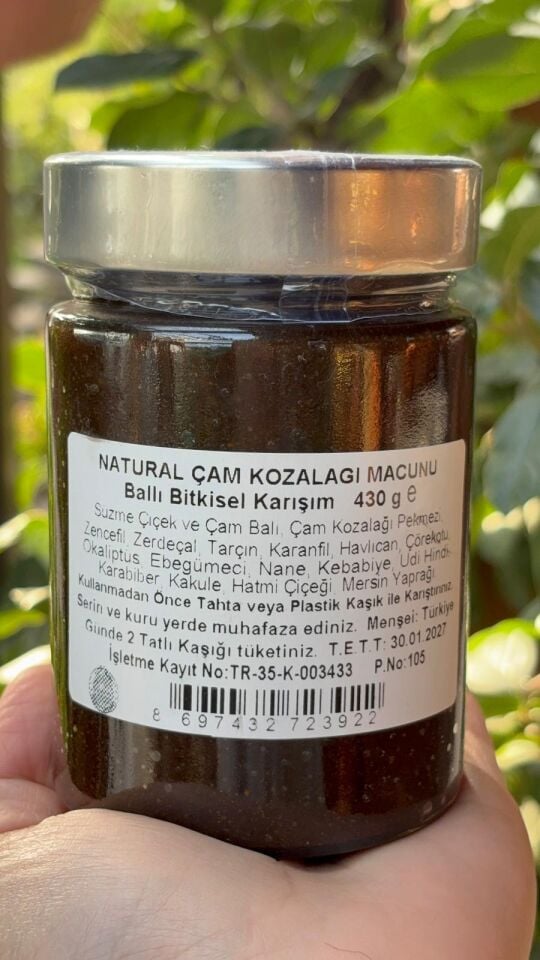 NATURAL ÇAM KOZALAGI MACUNU
Ballı Bitkisel Karışım 430 g ℮
Süzme Çiçek ve Çam Balı, Çam Kozalağı Pekmezi,
Zencefil, Zerdeçal, Tarçın, Karanfil, Havlıcan, Çörekotu,
Okaliptus, Ebegümeci, Nane, Kebabiye, Udi Hindi,
Karabiber, Kakule, Hatmi Çiçeği, Mersin Yaprağı.
Kullanmadan Önce Tahta veya Plastik Kaşık ile Karıştırınız.
Serin ve kuru yerde muhafaza ediniz. Menşei: Türkiye
Günde 2 Tatlı Kaşığı tüketiniz. T.E.T.T: 30.01.2027
İşletme Kayıt No:TR-35-K-003433 P.No:105
8 697432 723922